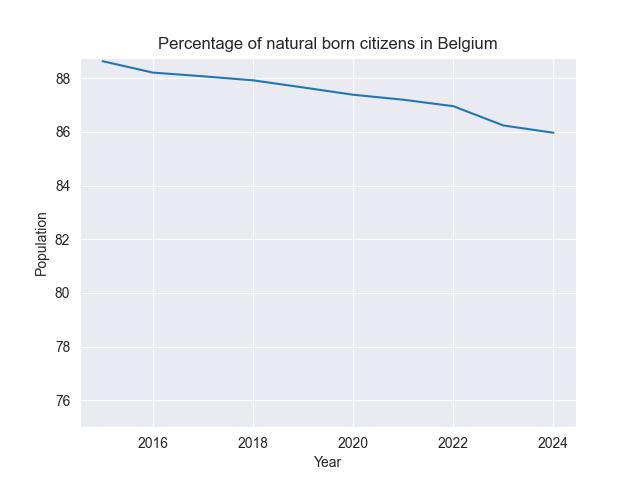 Percentage of natural born citizens in Belgium
88
86
84
82
80
78
76
Population
2016 2018 2020 2022 2024
Year